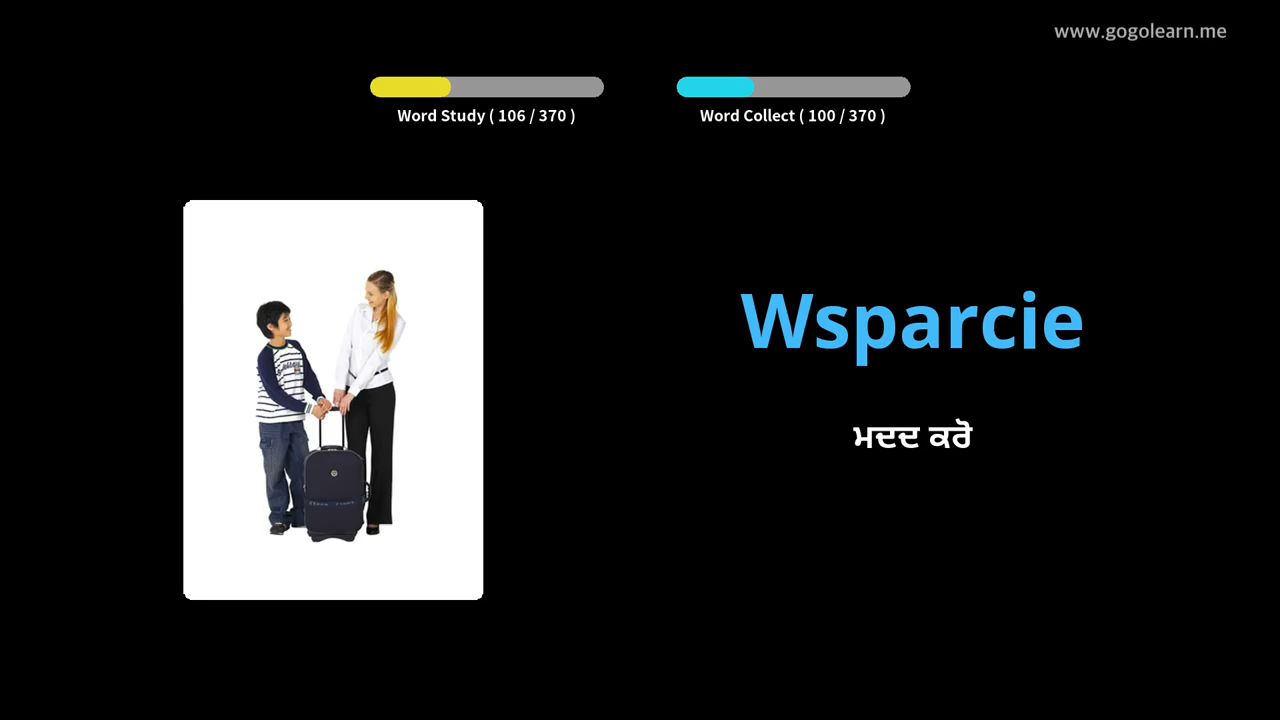 www.gogolearn.me
Word Study ( 106 / 370 )
Word Collect ( 100 / 370 )
Wsparcie
ਮਦਦ ਕਰੋ